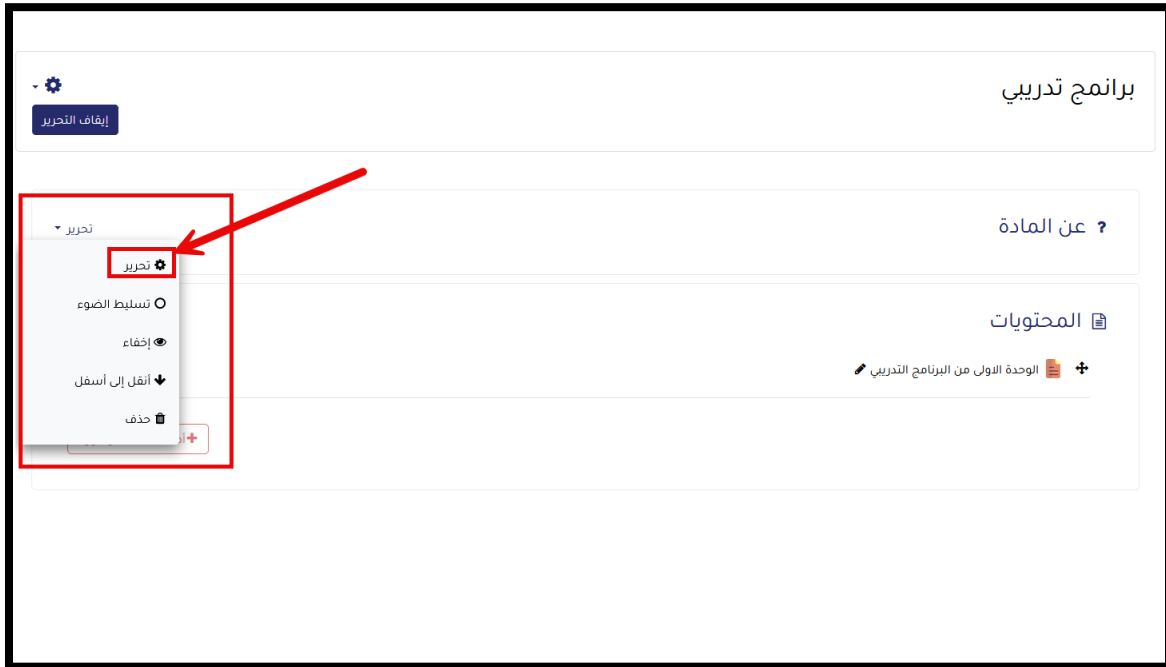 برانمج تدريبي
إيقاف التحرير
? عن المادة
تحرير
تحرير
تسليط الضوء
إخفاء
أنقل إلى أسفل
حذف
المحتويات
الوحدة الاولى من البرنامج التدريبي